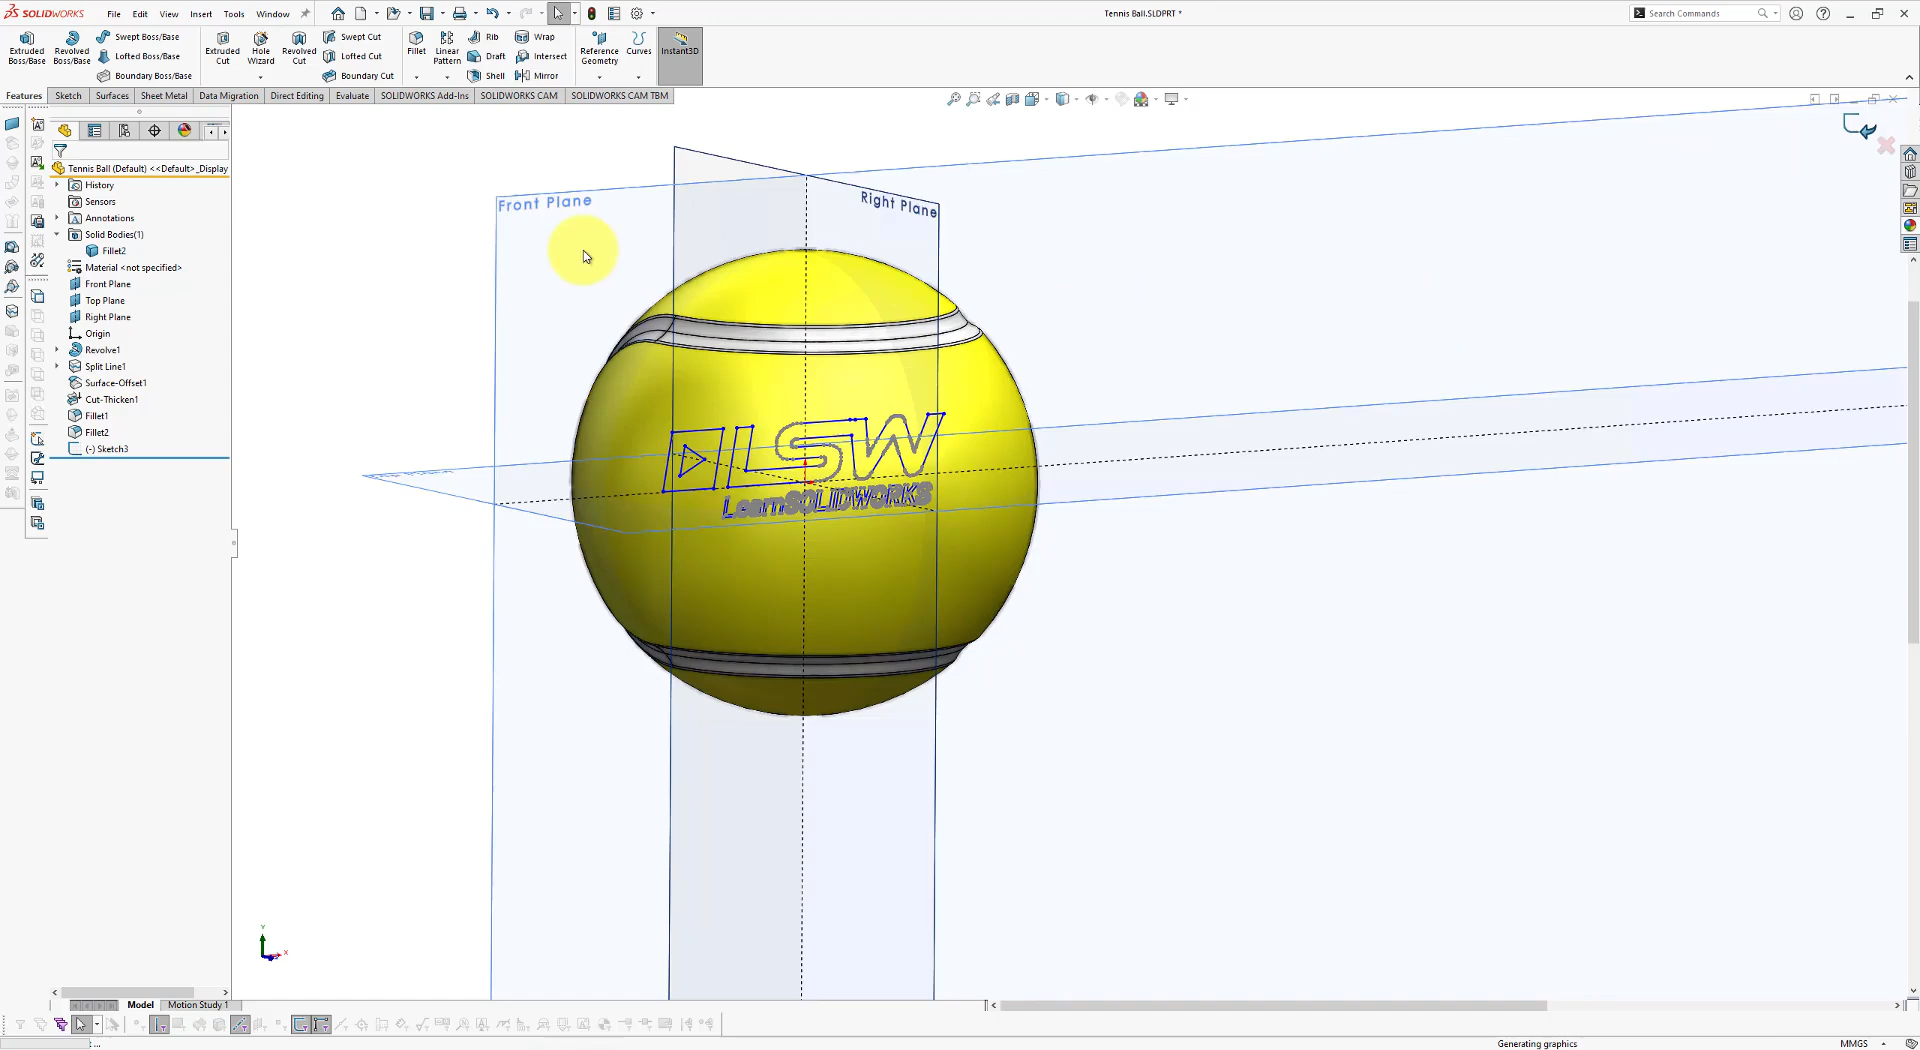 SOLIDWORKS File Edit View Insert Tools Window
Tennis Ball.SLDPRT *
Search Commands
Extruded Boss/Base
Revolved Boss/Base
Swept Boss/Base
Lofted Boss/Base
Boundary Boss/Base
Extruded Cut
Hole Wizard
Revolved Cut
Swept Cut
Lofted Cut
Boundary Cut
Fillet
Linear Pattern
Rib
Draft
Shell
Wrap
Intersect
Mirror
Reference Geometry
Curves
Instant3D
Features Sketch Surfaces Sheet Metal Data Migration Direct Editing Evaluate SOLIDWORKS Add-Ins SOLIDWORKS CAM SOLIDWORKS CAM TBM
Tennis Ball (Default) <<Default>_Display
History
Sensors
Annotations
Solid Bodies(1)
Fillet2
Material <not specified>
Front Plane
Top Plane
Right Plane
Origin
Revolve1
Split Line1
Surface-Offset1
Cut-Thicken1
Fillet1
Fillet2
(-) Sketch3
Front Plane
Right Plane
LSW
LearnSOLIDWORKS
Y
X
Model Motion Study 1
Generating graphics
MMGS